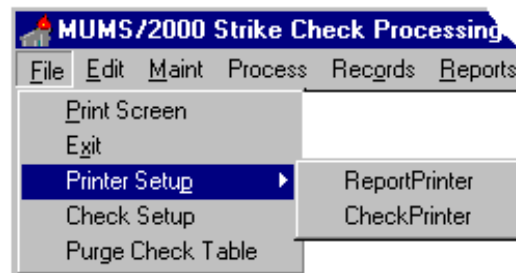 MUMS/2000 Strike Check Processing
File Edit Maint Process Records Reports
Print Screen
Exit
Printer Setup
ReportPrinter
Check Setup
CheckPrinter
Purge Check Table